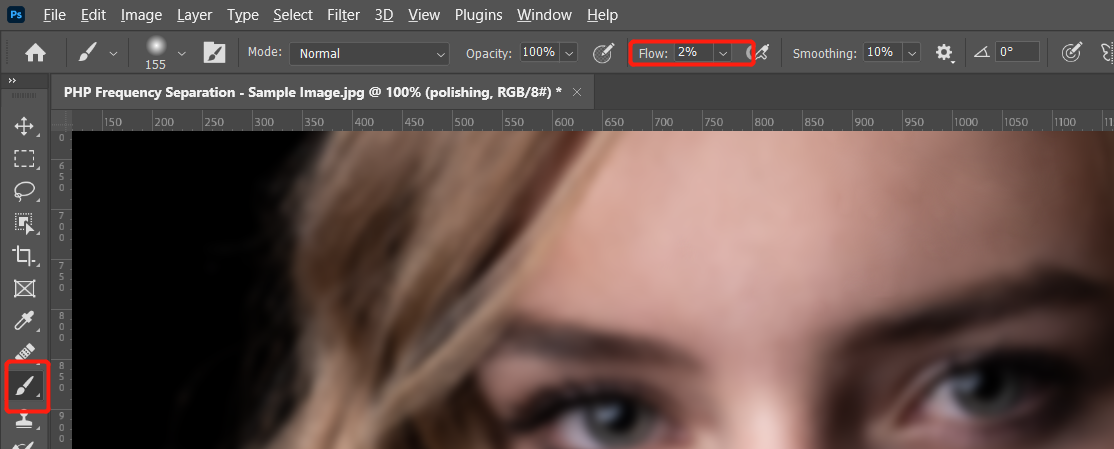 Ps File Edit Image Layer Type Select Filter 3D View Plugins Window Help
155 Mode: Normal Opacity: 100% Flow: 2% Smoothing: 10% 0°
PHP Frequency Separation - Sample Image.jpg @ 100% (polishing, RGB/8#) * ×
150 200 250 300 350 400 450 500 550 600 650 700 750 800 850 900 950 1000 1050 1100
0
650
700
750
800
850
900